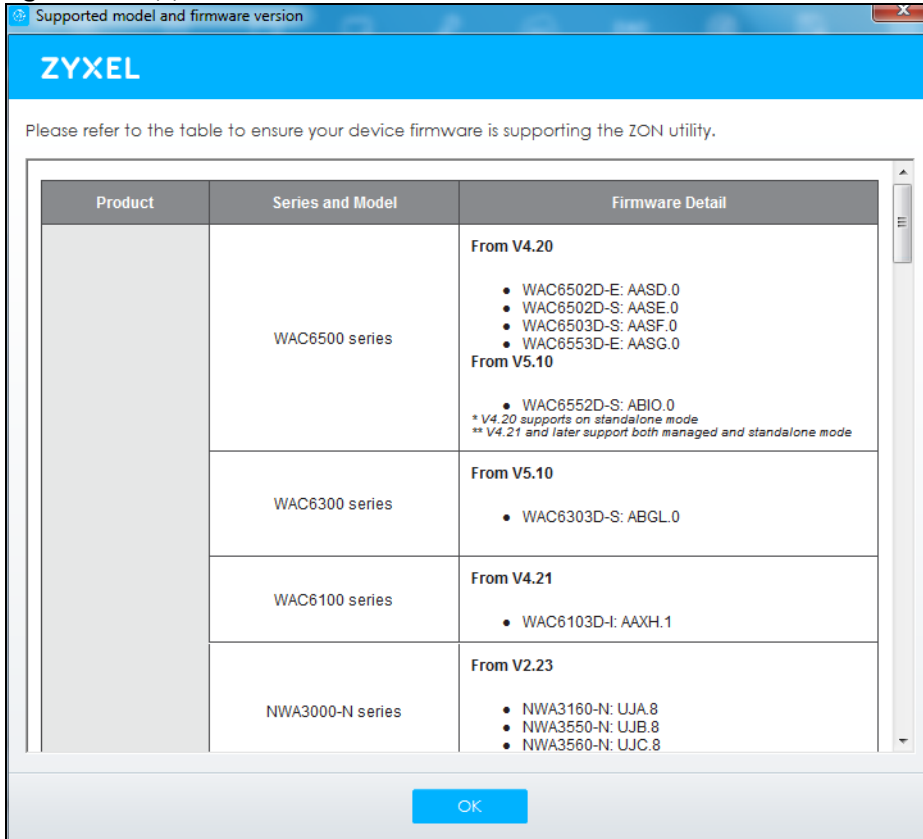 Supported model and firmware version
ZYXEL
Please refer to the table to ensure your device firmware is supporting the ZON utility.
Product
Series and Model
Firmware Detail
WAC6500 series
From V4.20
• WAC6502D-E: AASD.0
• WAC6502D-S: AASE.0
• WAC6503D-S: AASF.0
• WAC6553D-E: AASG.0
From V5.10
• WAC6552D-S: ABIO.0
* V4.20 supports on standalone mode
** V4.21 and later support both managed and standalone mode
WAC6300 series
From V5.10
• WAC6303D-S: ABGL.0
WAC6100 series
From V4.21
• WAC6103D-I: AAXH.1
NWA3000-N series
From V2.23
• NWA3160-N: UJA.8
• NWA3550-N: UJB.8
• NWA3560-N: UJC.8
OK